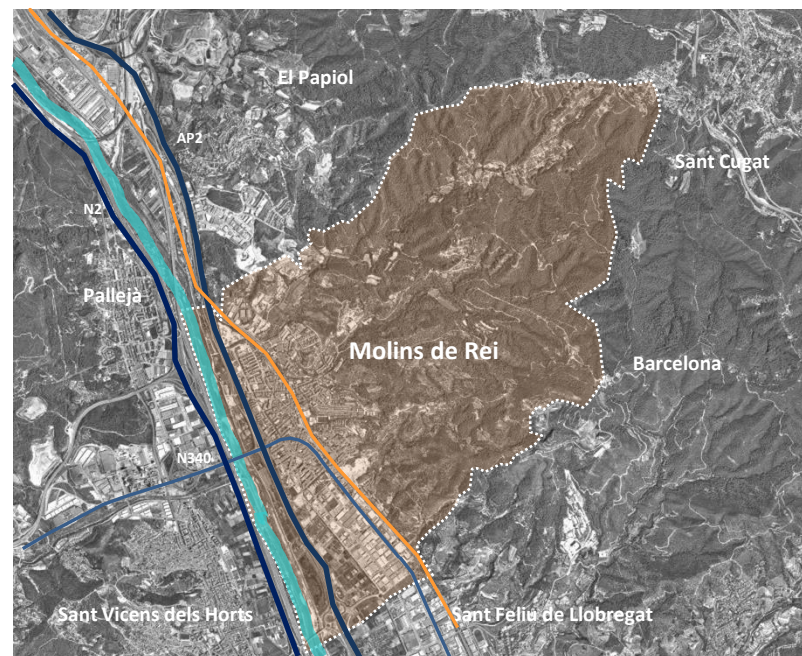 El Papiol
AP2
Sant Cugat
N2
Pallejà
Molins de Rei
Barcelona
N340
Sant Vicens dels Horts
Sant Feliu de Llobregat